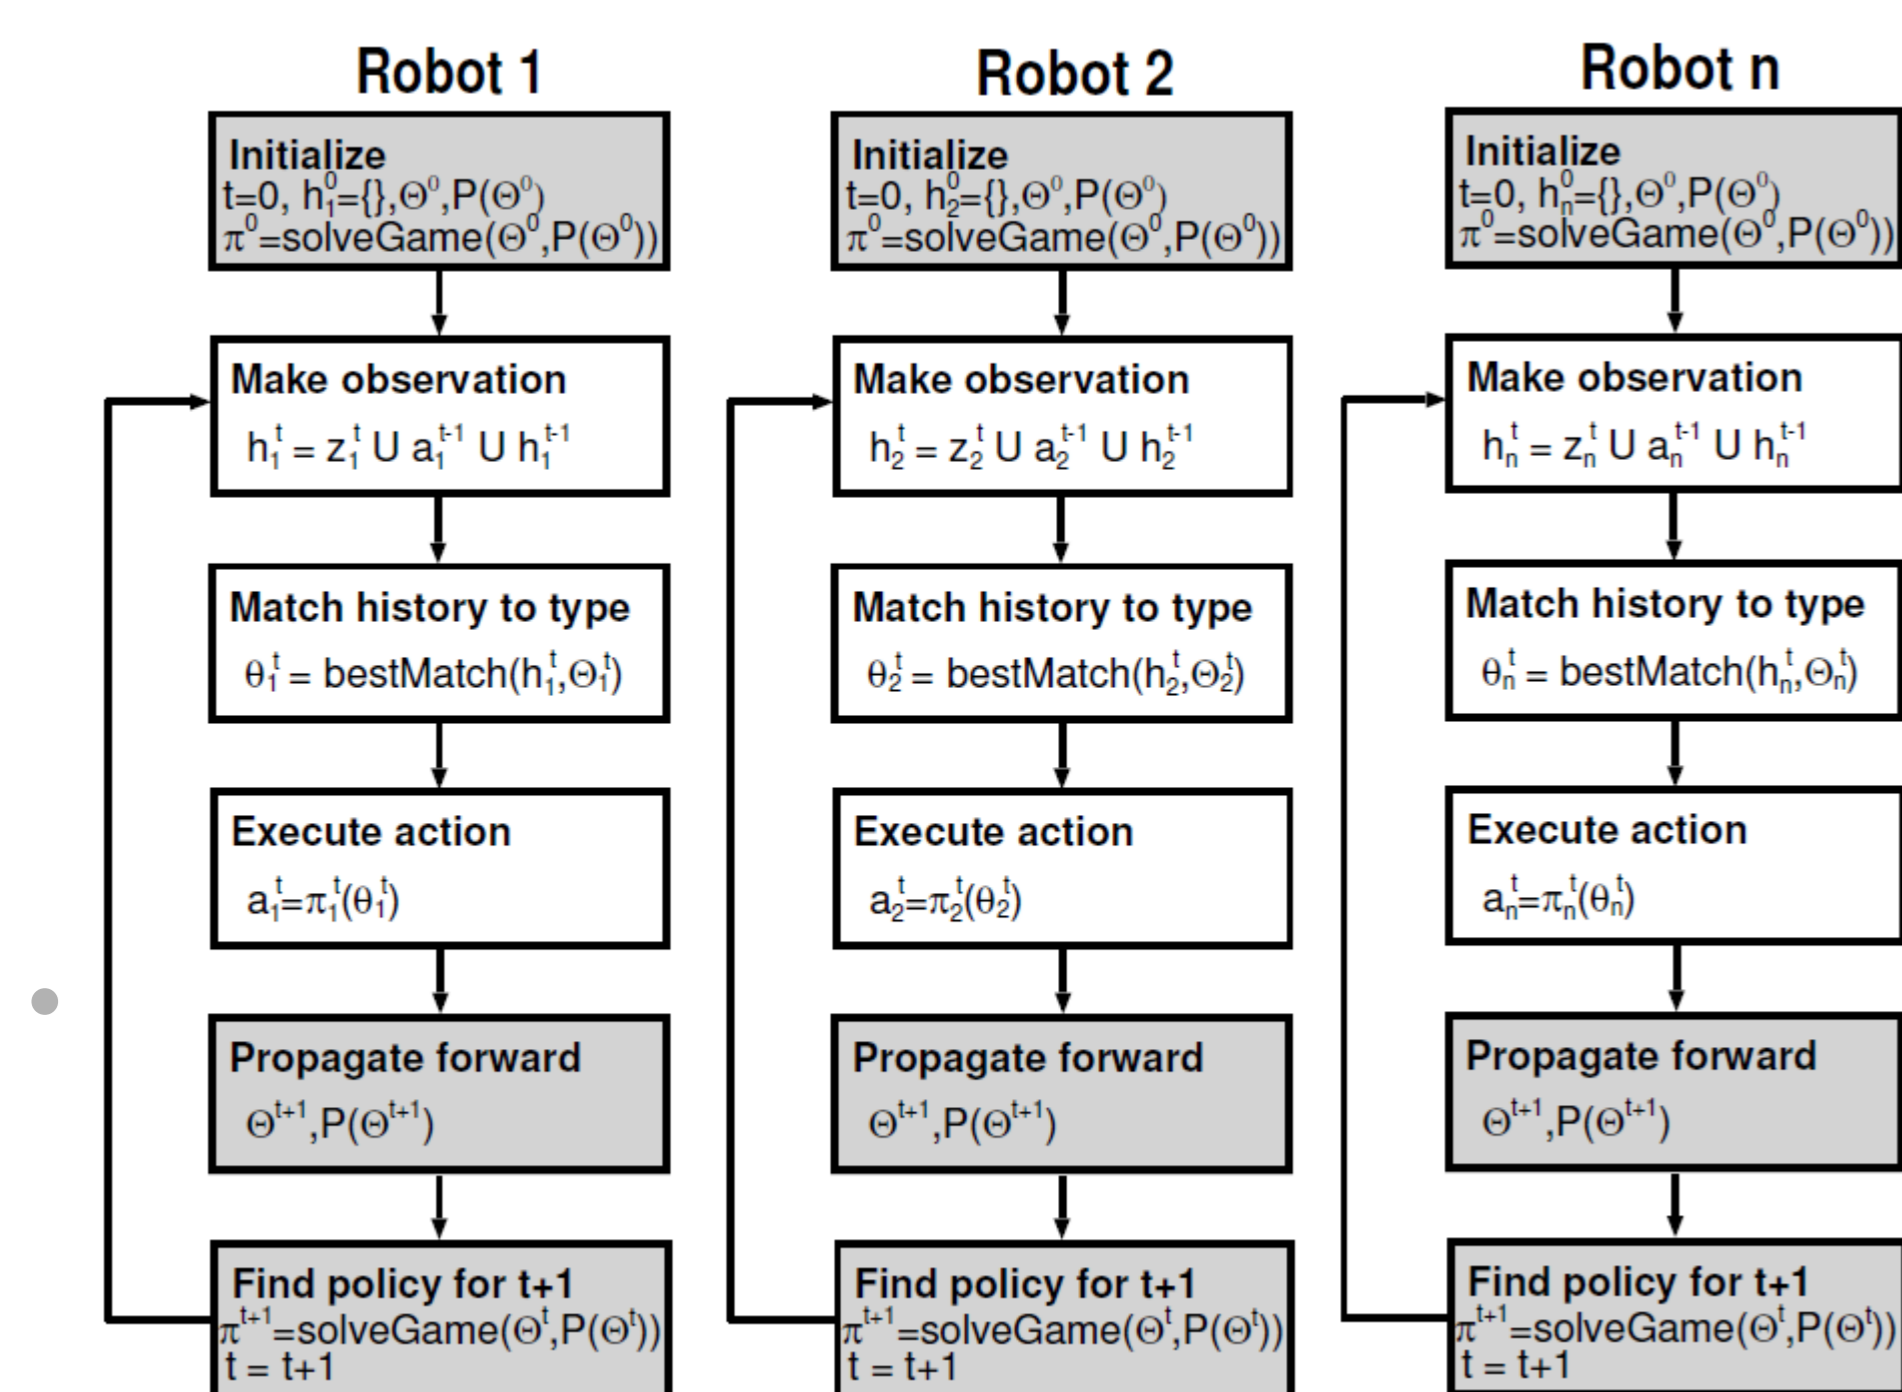 Robot 1
Initialize
t=0, h₁⁰={},Θ⁰,P(Θ⁰)
π⁰=solveGame(Θ⁰,P(Θ⁰))
Make observation
h₁ᵗ = z₁ᵗ U a₁ᵗ⁻¹ U h₁ᵗ⁻¹
Match history to type
θ₁ᵗ = bestMatch(h₁ᵗ,Θ₁ᵗ)
Execute action
a₁ᵗ=π₁ᵗ(θ₁ᵗ)
Propagate forward
Θᵗ⁺¹,P(Θᵗ⁺¹)
Find policy for t+1
πᵗ⁺¹=solveGame(Θᵗ,P(Θᵗ))
t = t+1
Robot 2
Initialize
t=0, h₂⁰={},Θ⁰,P(Θ⁰)
π⁰=solveGame(Θ⁰,P(Θ⁰))
Make observation
h₂ᵗ = z₂ᵗ U a₂ᵗ⁻¹ U h₂ᵗ⁻¹
Match history to type
θ₂ᵗ = bestMatch(h₂ᵗ,Θ₂ᵗ)
Execute action
a₂ᵗ=π₂ᵗ(θ₂ᵗ)
Propagate forward
Θᵗ⁺¹,P(Θᵗ⁺¹)
Find policy for t+1
πᵗ⁺¹=solveGame(Θᵗ,P(Θᵗ))
t = t+1
Robot n
Initialize
t=0, hₙ⁰={},Θ⁰,P(Θ⁰)
π⁰=solveGame(Θ⁰,P(Θ⁰))
Make observation
hₙᵗ = zₙᵗ U aₙᵗ⁻¹ U hₙᵗ⁻¹
Match history to type
θₙᵗ = bestMatch(hₙᵗ,Θₙᵗ)
Execute action
aₙᵗ=πₙᵗ(θₙᵗ)
Propagate forward
Θᵗ⁺¹,P(Θᵗ⁺¹)
Find policy for t+1
πᵗ⁺¹=solveGame(Θᵗ,P(Θᵗ))
t = t+1